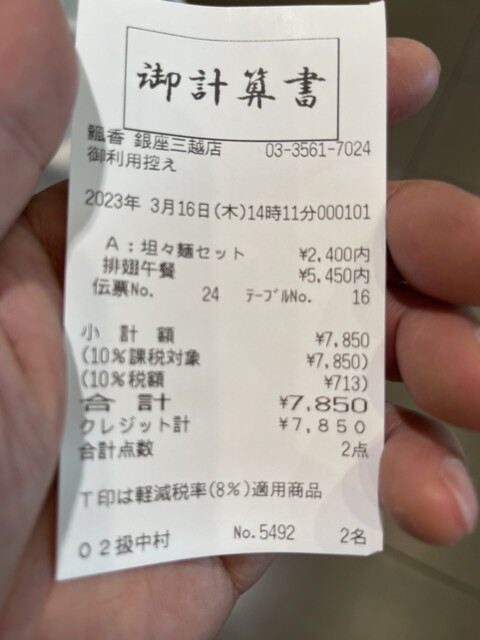 御計算書
飄香 銀座三越店 03-3561-7024
御利用控え
2023年 3月16日(木)14時11分000101
A:坦々麺セット ¥2,400内
排翅午餐 ¥5,450内
伝票No. 24 テーブルNo. 16
小計額 ¥7,850
(10%課税対象 ¥7,850)
(10%税額 ¥713)
合計 ¥7,850
クレジット計 ¥7,850
合計点数 2点
T印は軽減税率(8%)適用商品
02扱中村 No.5492 2名